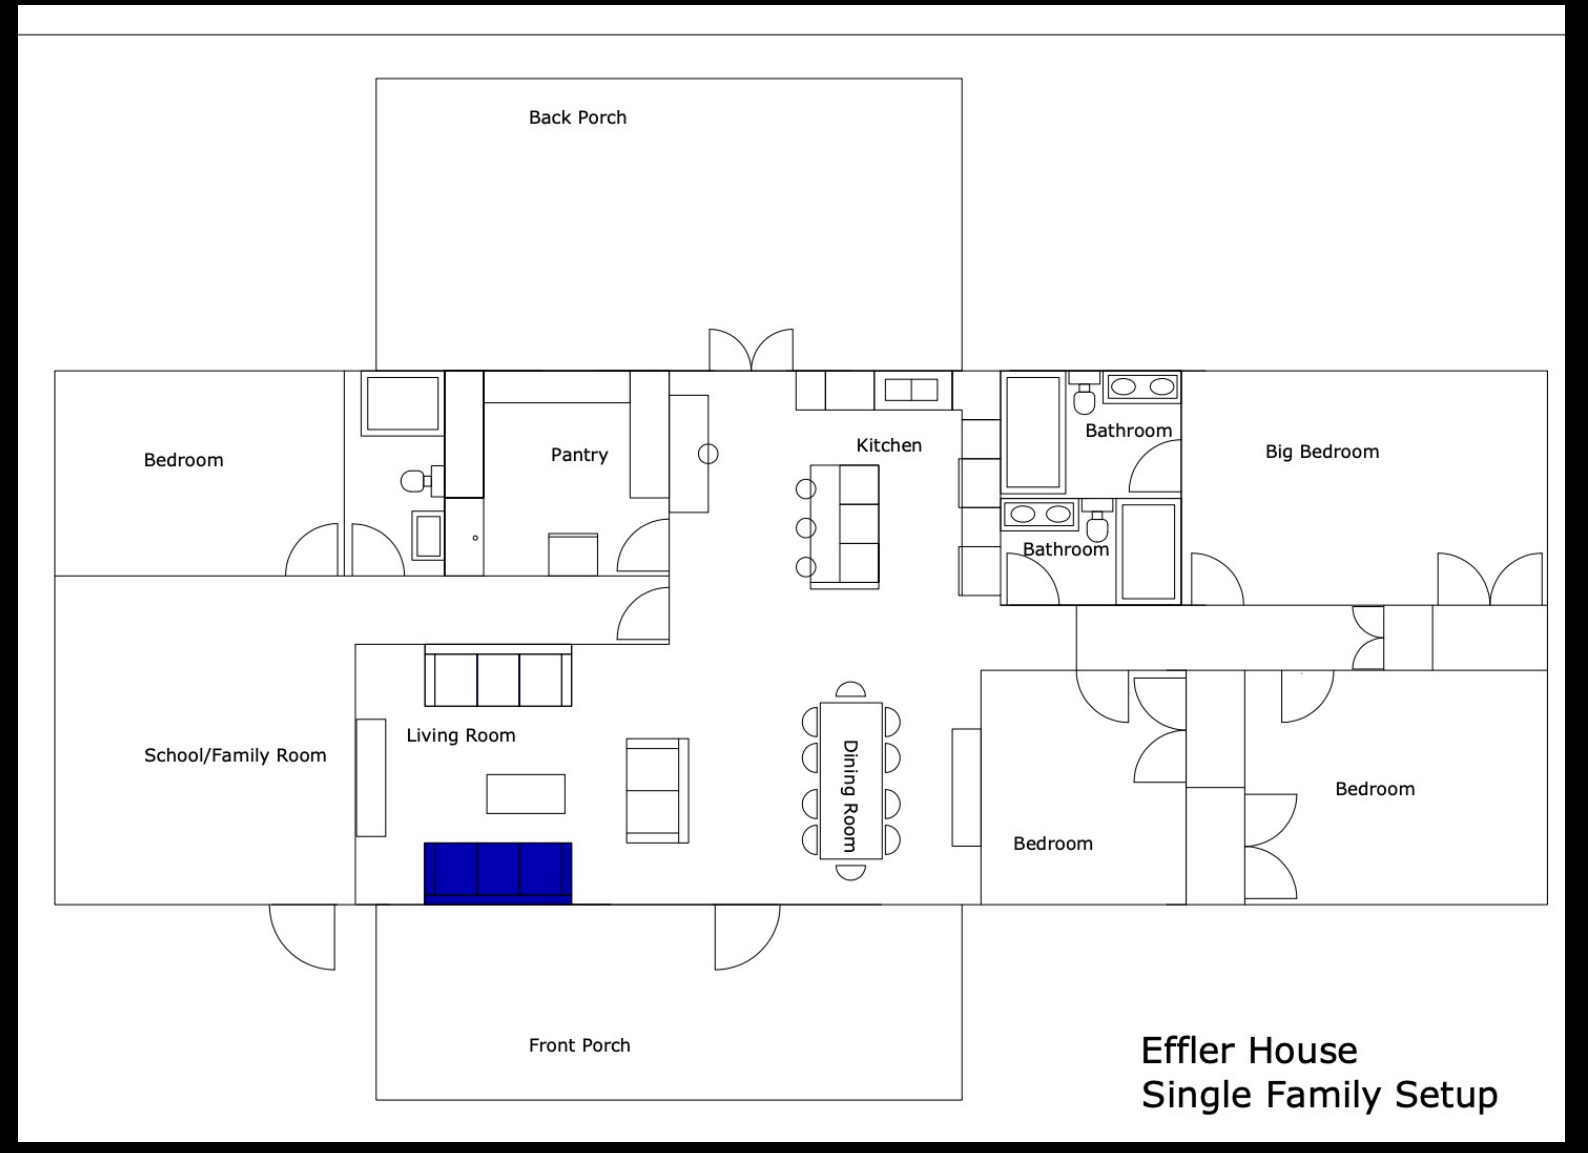 Back Porch
Bedroom
Pantry
Kitchen
Bathroom
Big Bedroom
Bathroom
School/Family Room
Living Room
Dining Room
Bedroom
Bedroom
Front Porch
Effler House
Single Family Setup